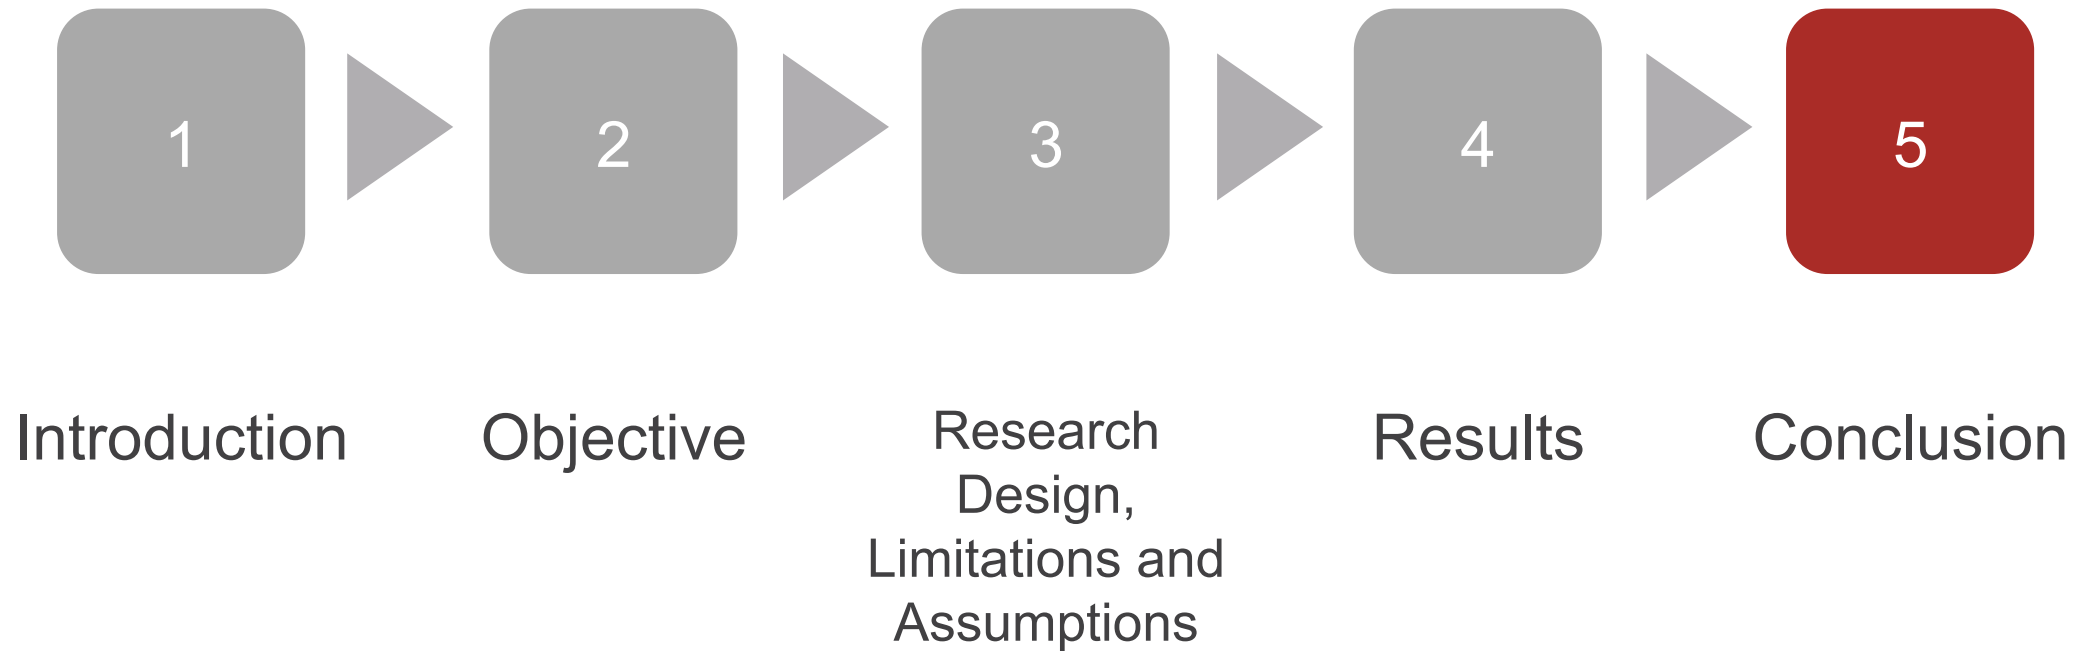 1
2
3
4
5
Introduction
Objective
Research
Design,
Limitations and
Assumptions
Results
Conclusion